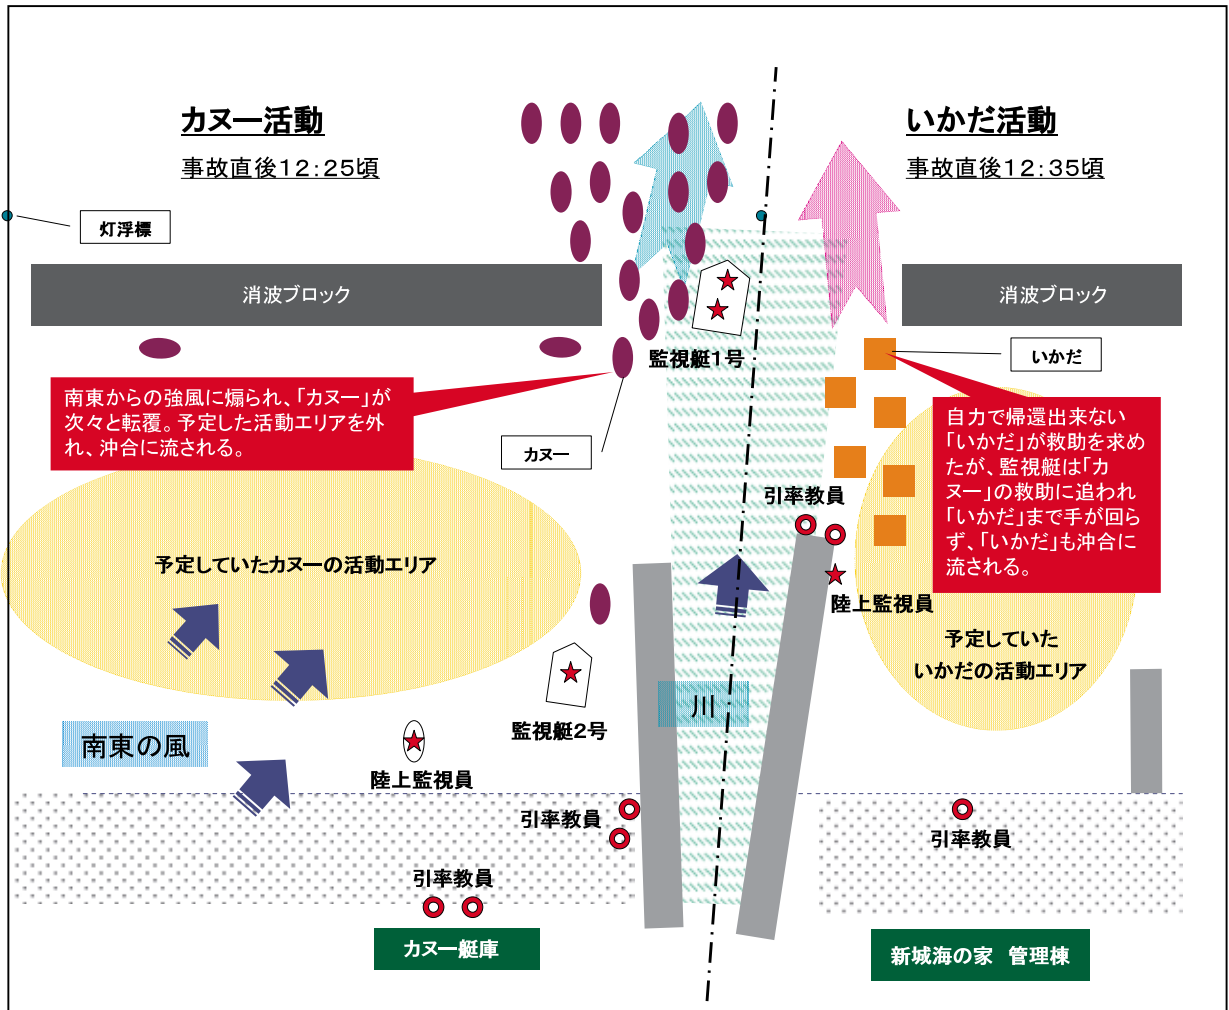 カヌー活動
事故直後12:25頃
いかだ活動
事故直後12:35頃
灯浮標
消波ブロック
消波ブロック
監視艇1号
いかだ
南東からの強風に煽られ、「カヌー」が
次々と転覆。予定した活動エリアを外
れ、沖合に流される。
カヌー
自力で帰還出来ない
「いかだ」が救助を求め
たが、監視艇は「カ
ヌー」の救助に追われ
「いかだ」まで手が回ら
ず、「いかだ」も沖合に
流される。
引率教員
予定していたカヌーの活動エリア
陸上監視員
予定していた
いかだの活動エリア
川
監視艇2号
南東の風
陸上監視員
引率教員
引率教員
引率教員
カヌー艇庫
新城海の家 管理棟